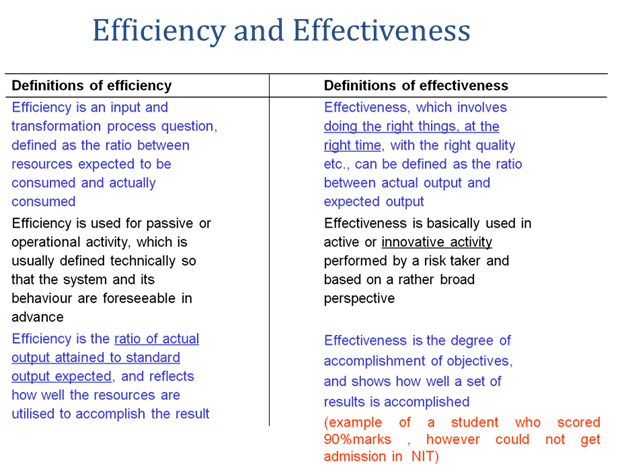 Efficiency and Effectiveness
Definitions of efficiency
Efficiency is an input and
transformation process question,
defined as the ratio between
resources expected to be
consumed and actually
consumed
Efficiency is used for passive or
operational activity, which is
usually defined technically so
that the system and its
behaviour are foreseeable in
advance
Efficiency is the ratio of actual
output attained to standard
output expected, and reflects
how well the resources are
utilised to accomplish the result
Definitions of effectiveness
Effectiveness, which involves
doing the right things, at the
right time, with the right quality
etc., can be defined as the ratio
between actual output and
expected output
Effectiveness is basically used in
active or innovative activity
performed by a risk taker and
based on a rather broad
perspective
Effectiveness is the degree of
accomplishment of objectives,
and shows how well a set of
results is accomplished
(example of a student who scored
90%marks , however could not get
admission in NIT)